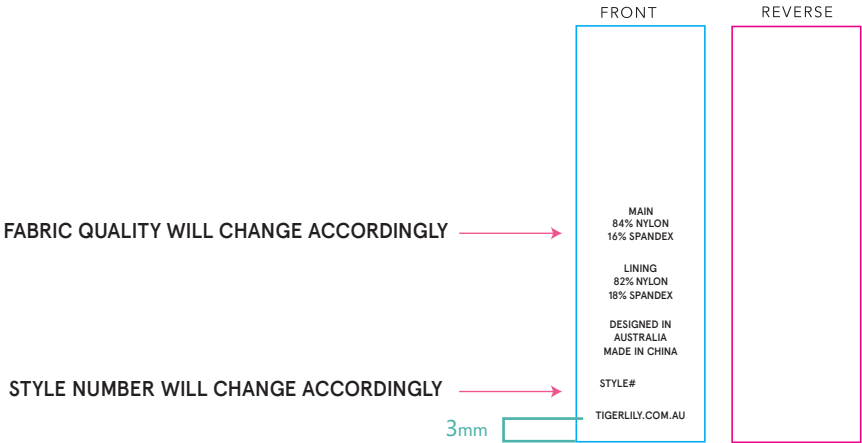 FRONT
REVERSE
FABRIC QUALITY WILL CHANGE ACCORDINGLY
MAIN
84% NYLON
16% SPANDEX
LINING
82% NYLON
18% SPANDEX
DESIGNED IN
AUSTRALIA
MADE IN CHINA
STYLE NUMBER WILL CHANGE ACCORDINGLY
STYLE#
TIGERLILY.COM.AU
3mm